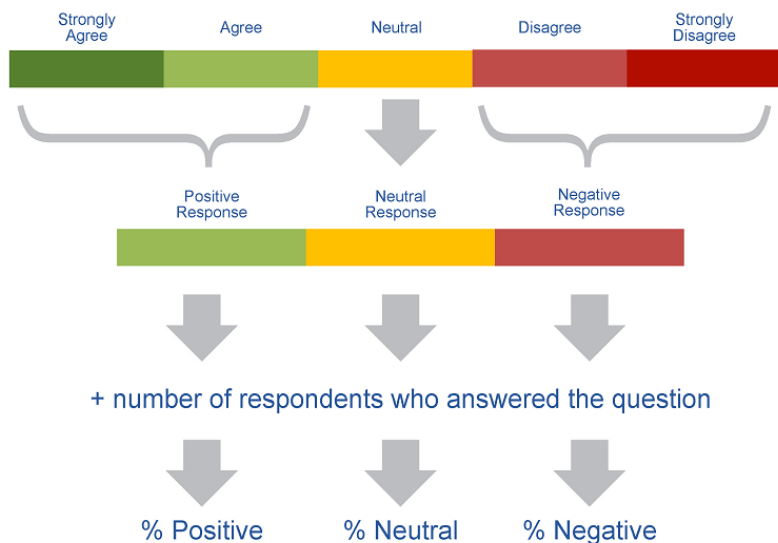 Strongly
Agree
Agree
Neutral
Disagree
Strongly
Disagree
Positive
Response
Neutral
Response
Negative
Response
+ number of respondents who answered the question
% Positive
% Neutral
% Negative